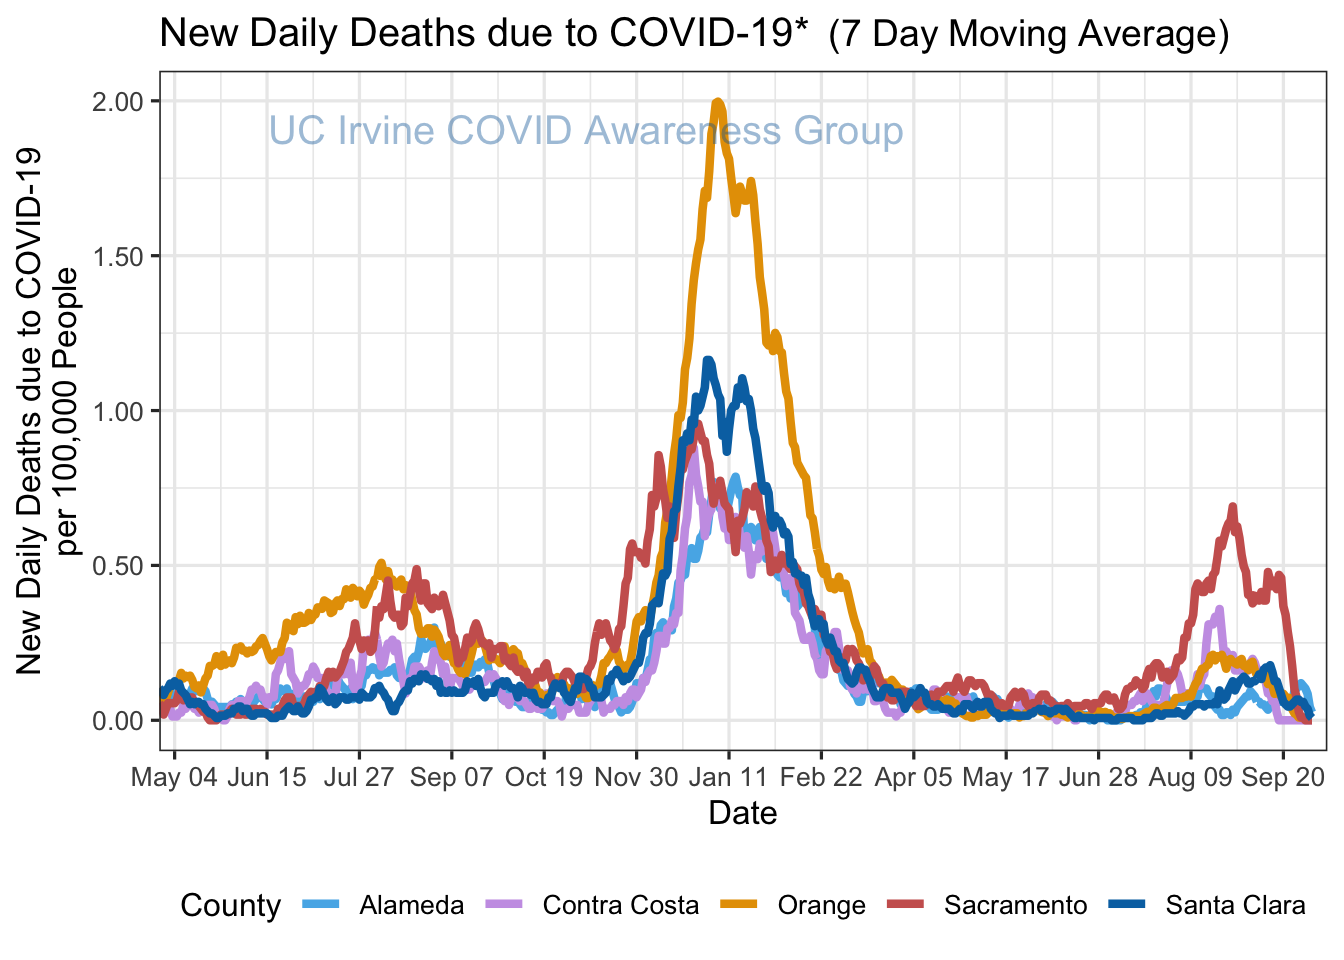 New Daily Deaths due to COVID-19* (7 Day Moving Average)
UC Irvine COVID Awareness Group
New Daily Deaths due to COVID-19
per 100,000 People
2.00
1.50
1.00
0.50
0.00
May 04 Jun 15 Jul 27 Sep 07 Oct 19 Nov 30 Jan 11 Feb 22 Apr 05 May 17 Jun 28 Aug 09 Sep 20
Date
County Alameda Contra Costa Orange Sacramento Santa Clara